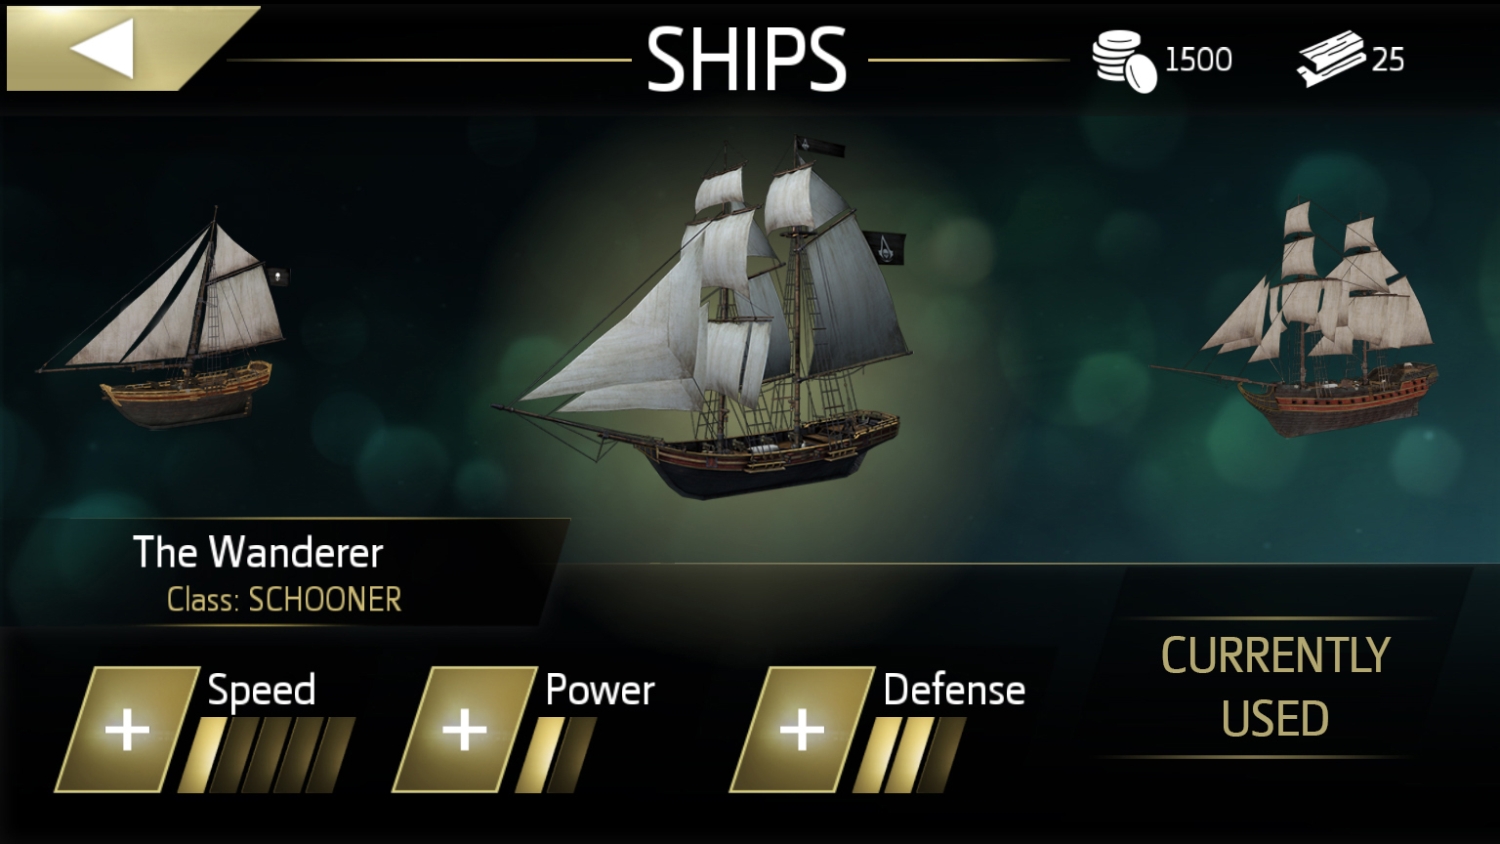 SHIPS
1500
25
The Wanderer
Class: SCHOONER
Speed
Power
Defense
CURRENTLY
USED